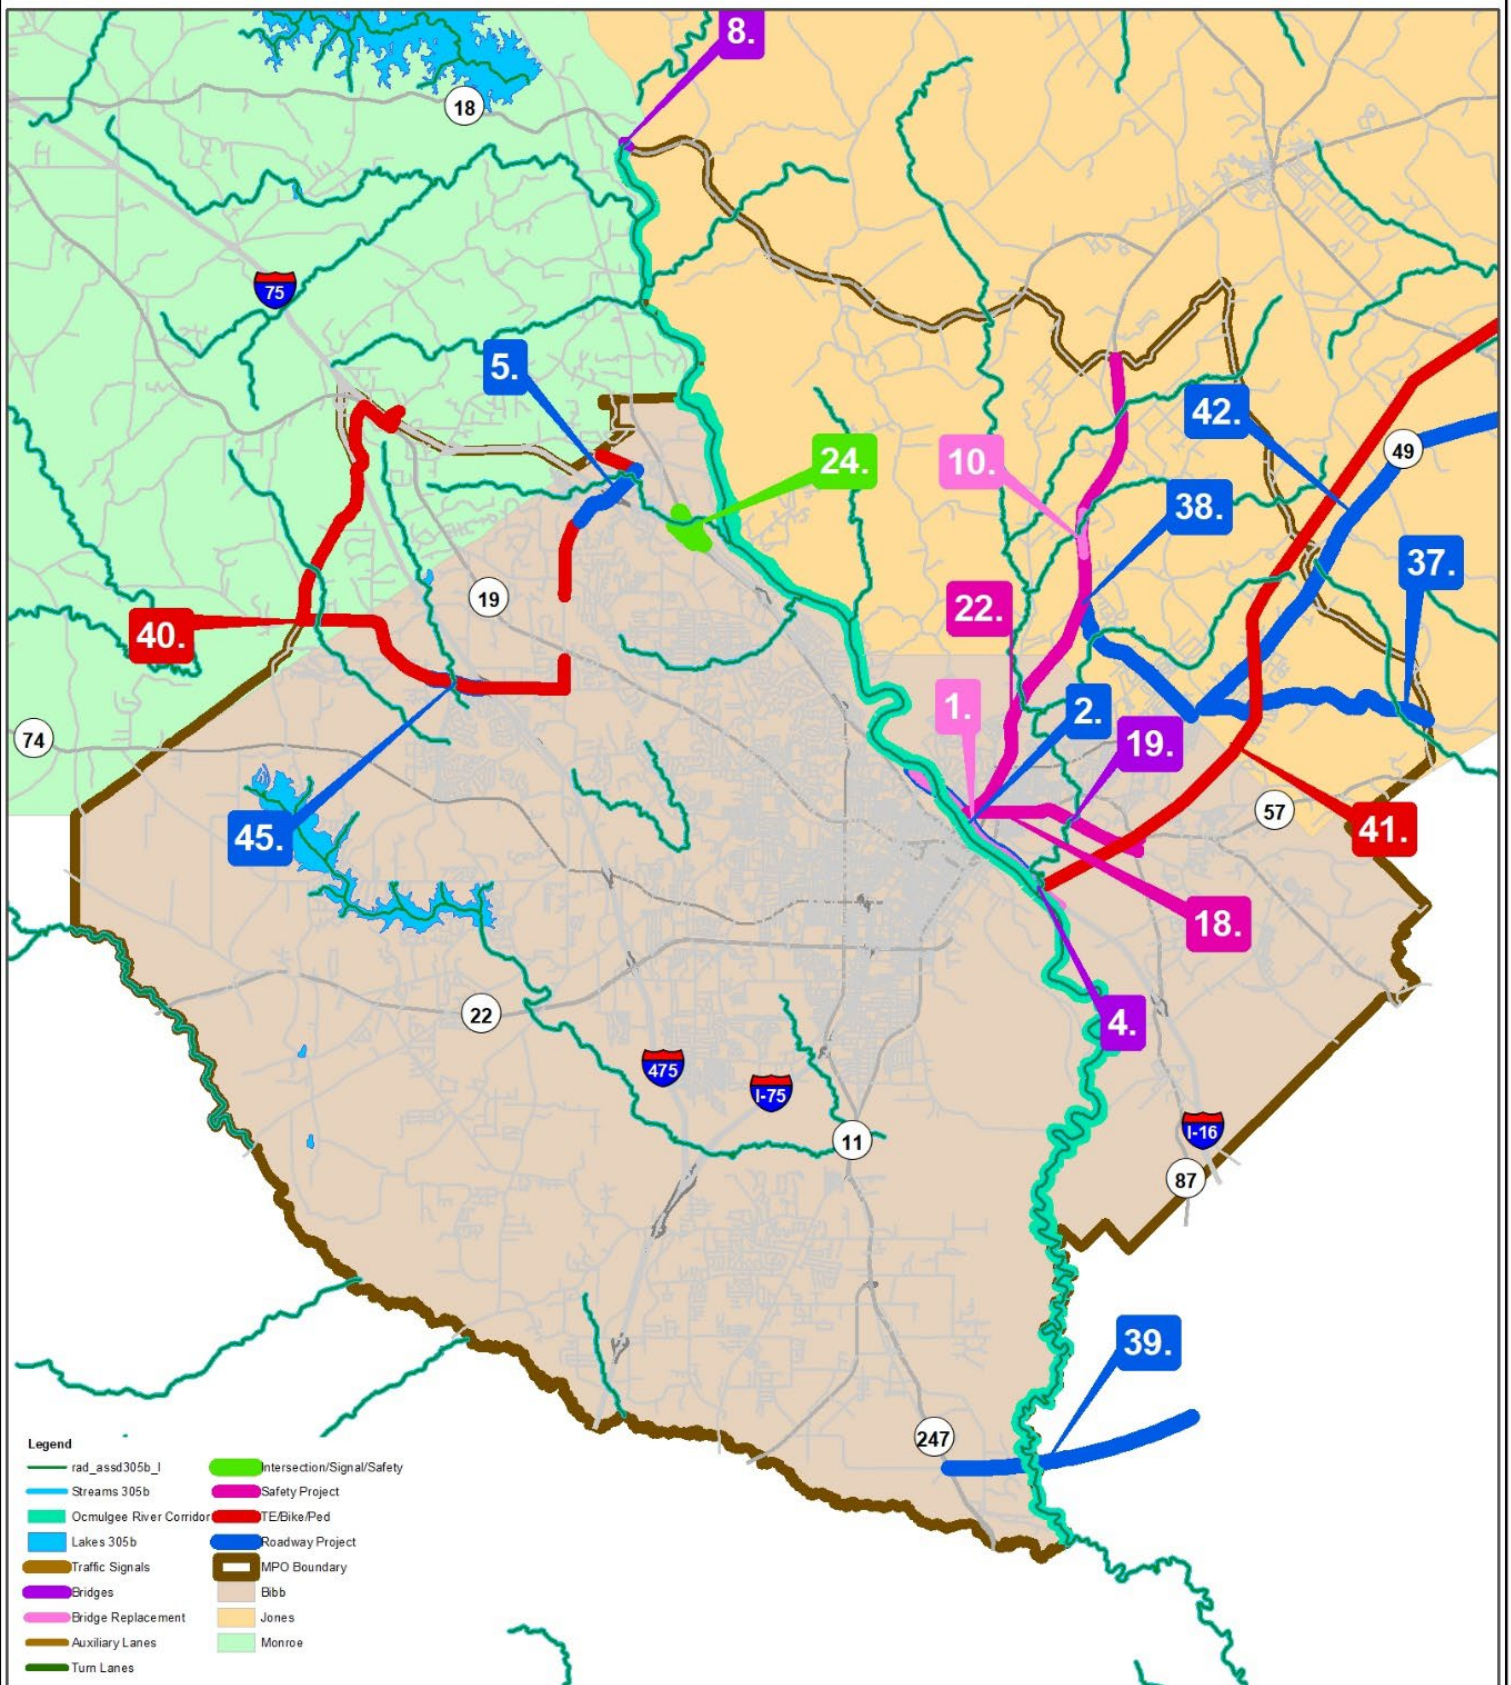 8.
18
75
5.
42.
24.
10.
49
38.
37.
19
22.
40.
1.
2.
74
19.
57
45.
41.
18.
22
4.
475
I-75
I-16
11
87
39.
247
Legend
rad_assd305b_l
Streams 305b
Ocmulgee River Corridor
Lakes 305b
Traffic Signals
Bridges
Bridge Replacement
Auxiliary Lanes
Turn Lanes
Intersection/Signal/Safety
Safety Project
TE/Bike/Ped
Roadway Project
MPO Boundary
Bibb
Jones
Monroe